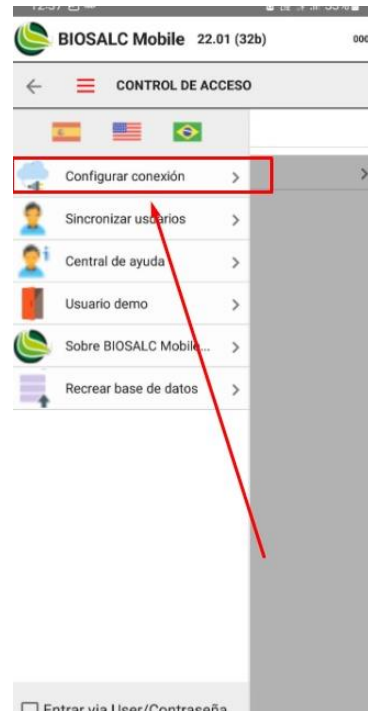 BIOSALC Mobile 22.01 (32b) 000
CONTROL DE ACCESO
Configurar conexión
Sincronizar usuarios
Central de ayuda
Usuario demo
Sobre BIOSALC Mobile...
Recrear base de datos
Entrar via User/Contraseña